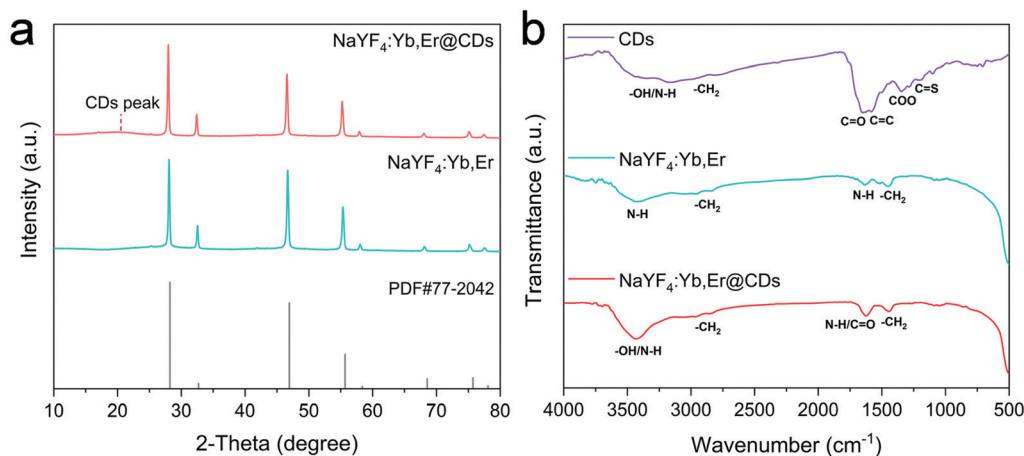 a
NaYF₄:Yb,Er@CDs
CDs peak
NaYF₄:Yb,Er
PDF#77-2042
Intensity (a.u.)
10 20 30 40 50 60 70 80
2-Theta (degree)
b
CDs
-OH/N-H
-CH₂
C=O
C=C
COO
C=S
NaYF₄:Yb,Er
N-H
-CH₂
N-H
-CH₂
NaYF₄:Yb,Er@CDs
-OH/N-H
-CH₂
N-H/C=O
-CH₂
Transmittance (a.u.)
4000 3500 3000 2500 2000 1500 1000 500
Wavenumber (cm⁻¹)